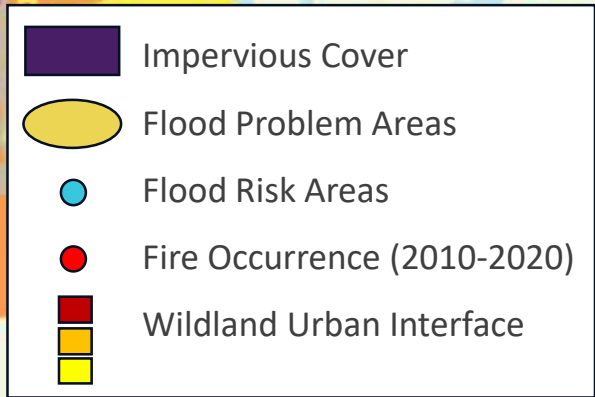 Impervious Cover
Flood Problem Areas
Flood Risk Areas
Fire Occurrence (2010-2020)
Wildland Urban Interface